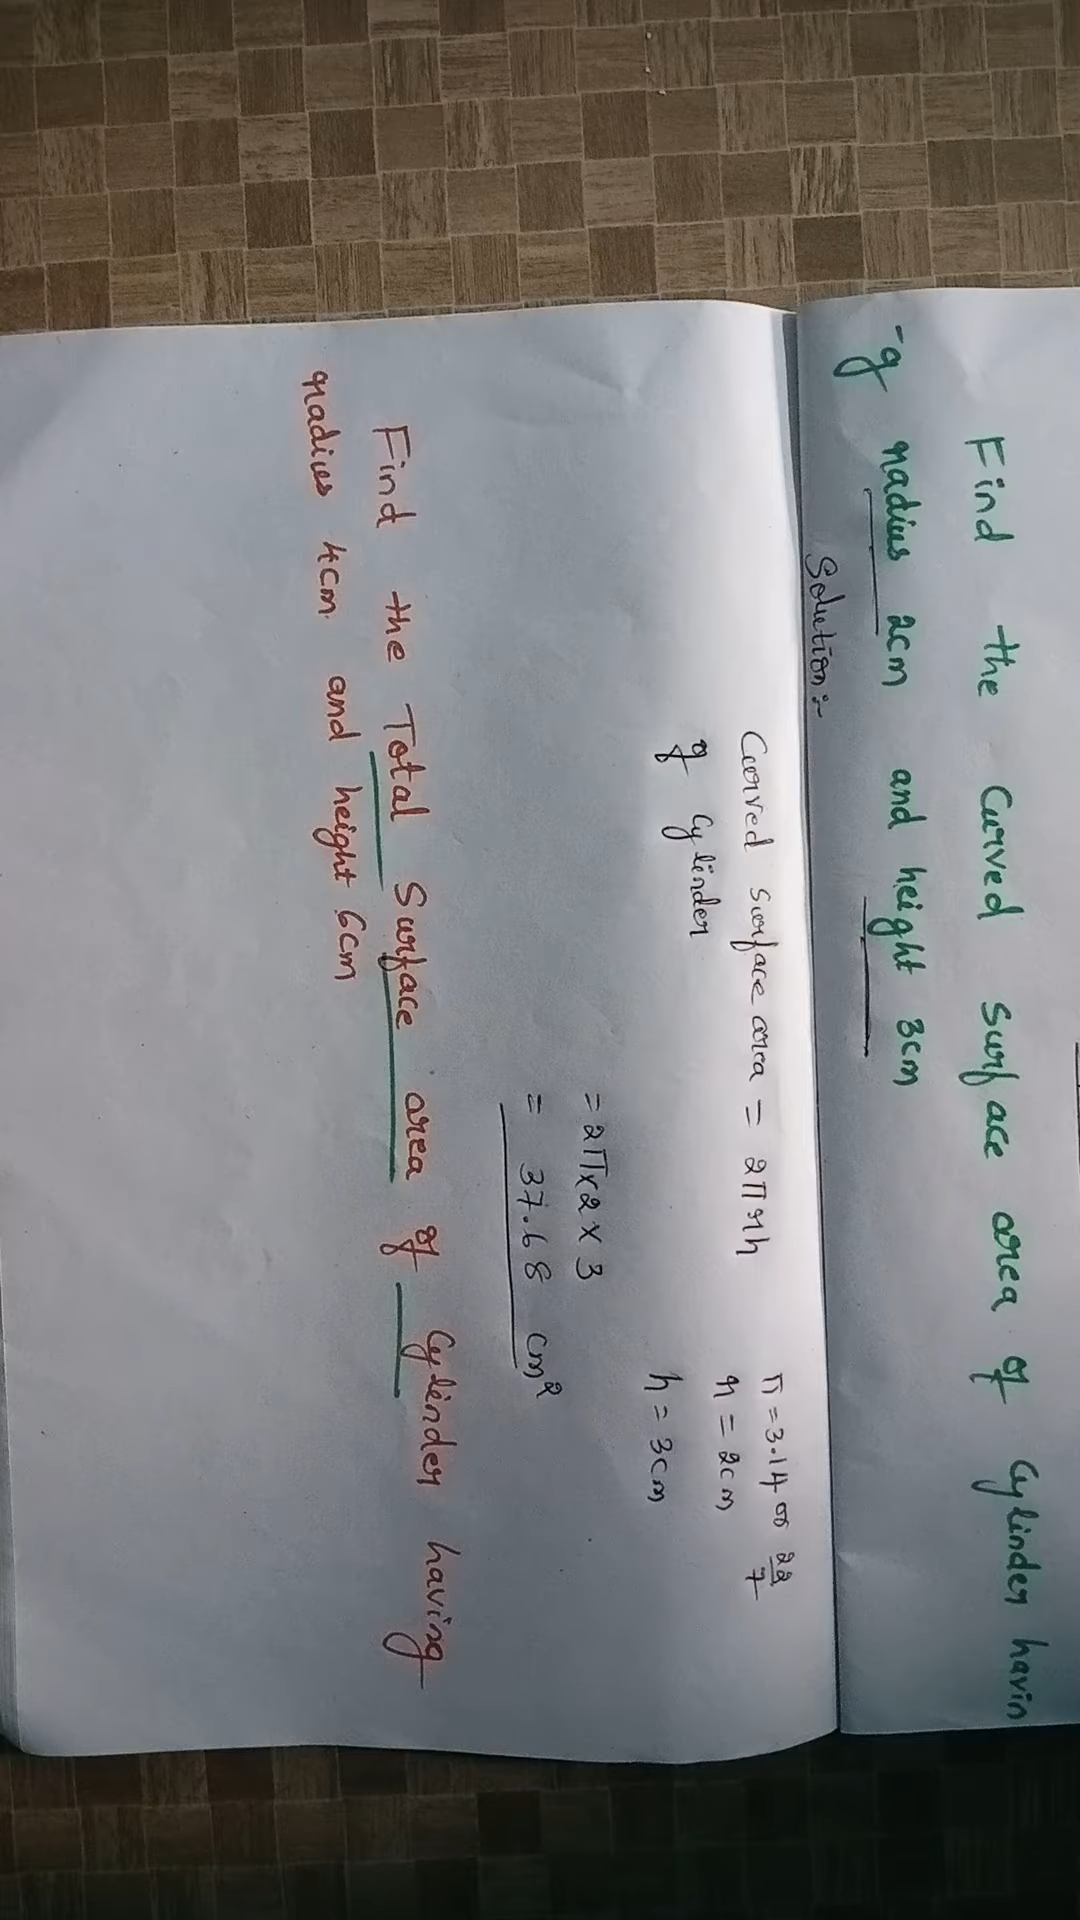 Find the Curved surface area of Cylinder havin
-g radius 2cm and height 3cm
Solution:-
Curved surface area = 2πrh
of Cylinder
π = 3.14 or 22/7
r = 2cm
h = 3cm
= 2π×2×3
= 37.68 cm²
Find the Total Surface area of Cylinder having
radius 4cm. and height 6cm